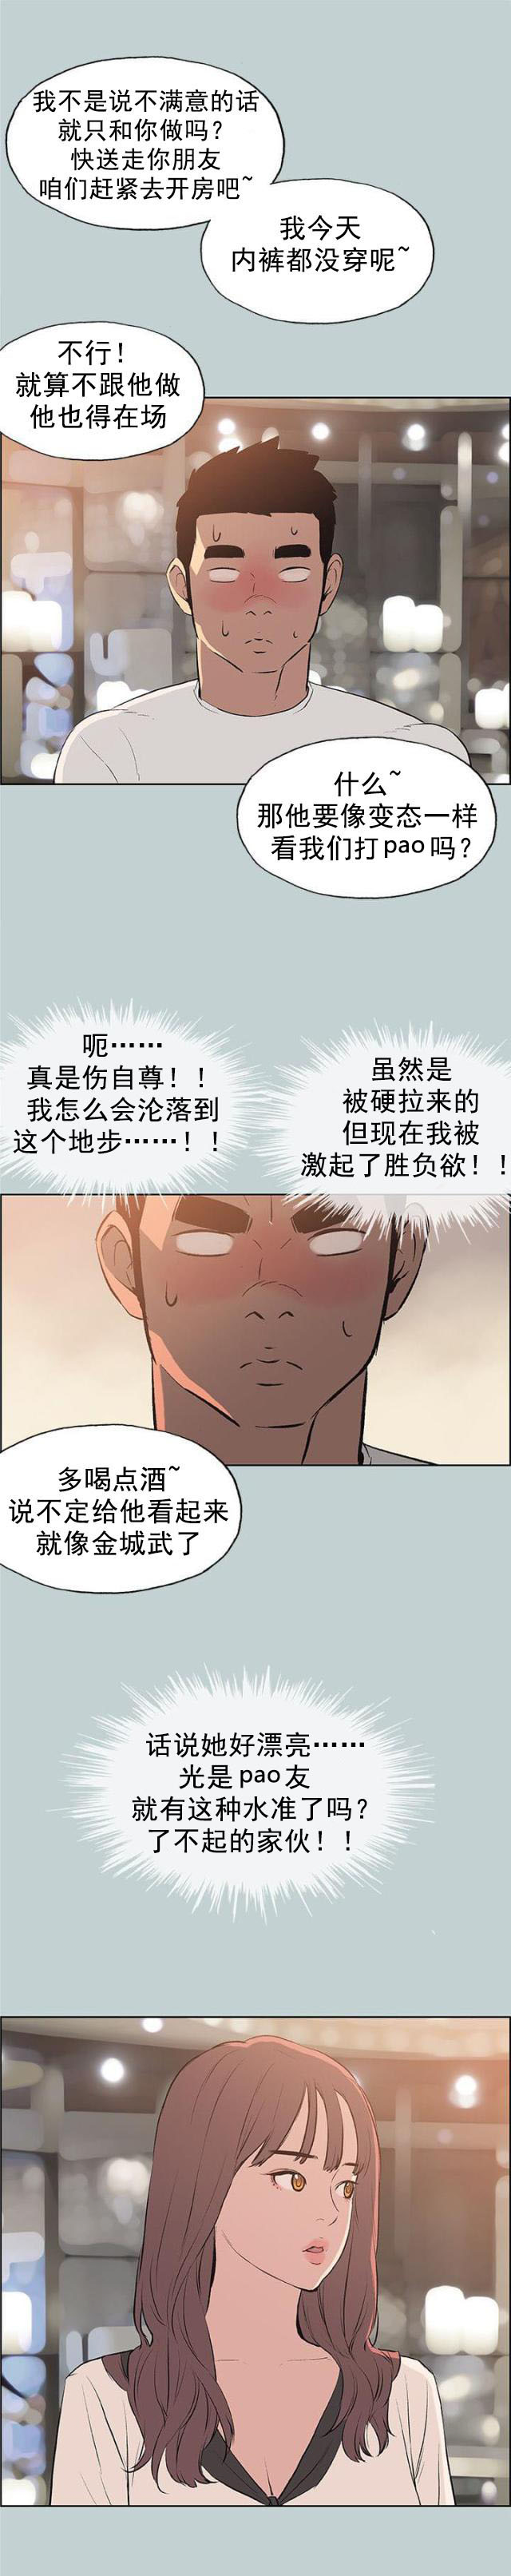 我不是说不满意的话
就只和你做吗?
快送走你朋友
咱们赶紧去开房吧~
我今天
内裤都没穿呢~
不行!
就算不跟他做
他也得在场
什么~
那他要像变态一样
看我们打pao吗?
呃……
真是伤自尊!!
我怎么会沦落到
这个地步……!!
虽然是
被硬拉来的
但现在我被
激起了胜负欲!!
多喝点酒~
说不定给他看起来
就像金城武了
话说她好漂亮……
光是pao友
就有这种水准了吗?
了不起的家伙!!